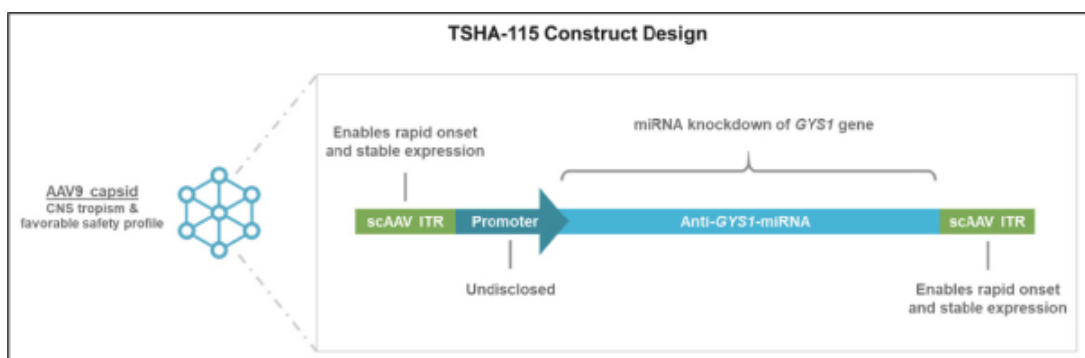 TSHA-115 Construct Design
Enables rapid onset
and stable expression
miRNA knockdown of GYS1 gene
AAV9 capsid
CNS tropism &
favorable safety profile
scAAV ITR
Promoter
Anti-GYS1-miRNA
scAAV ITR
Undisclosed
Enables rapid onset
and stable expression